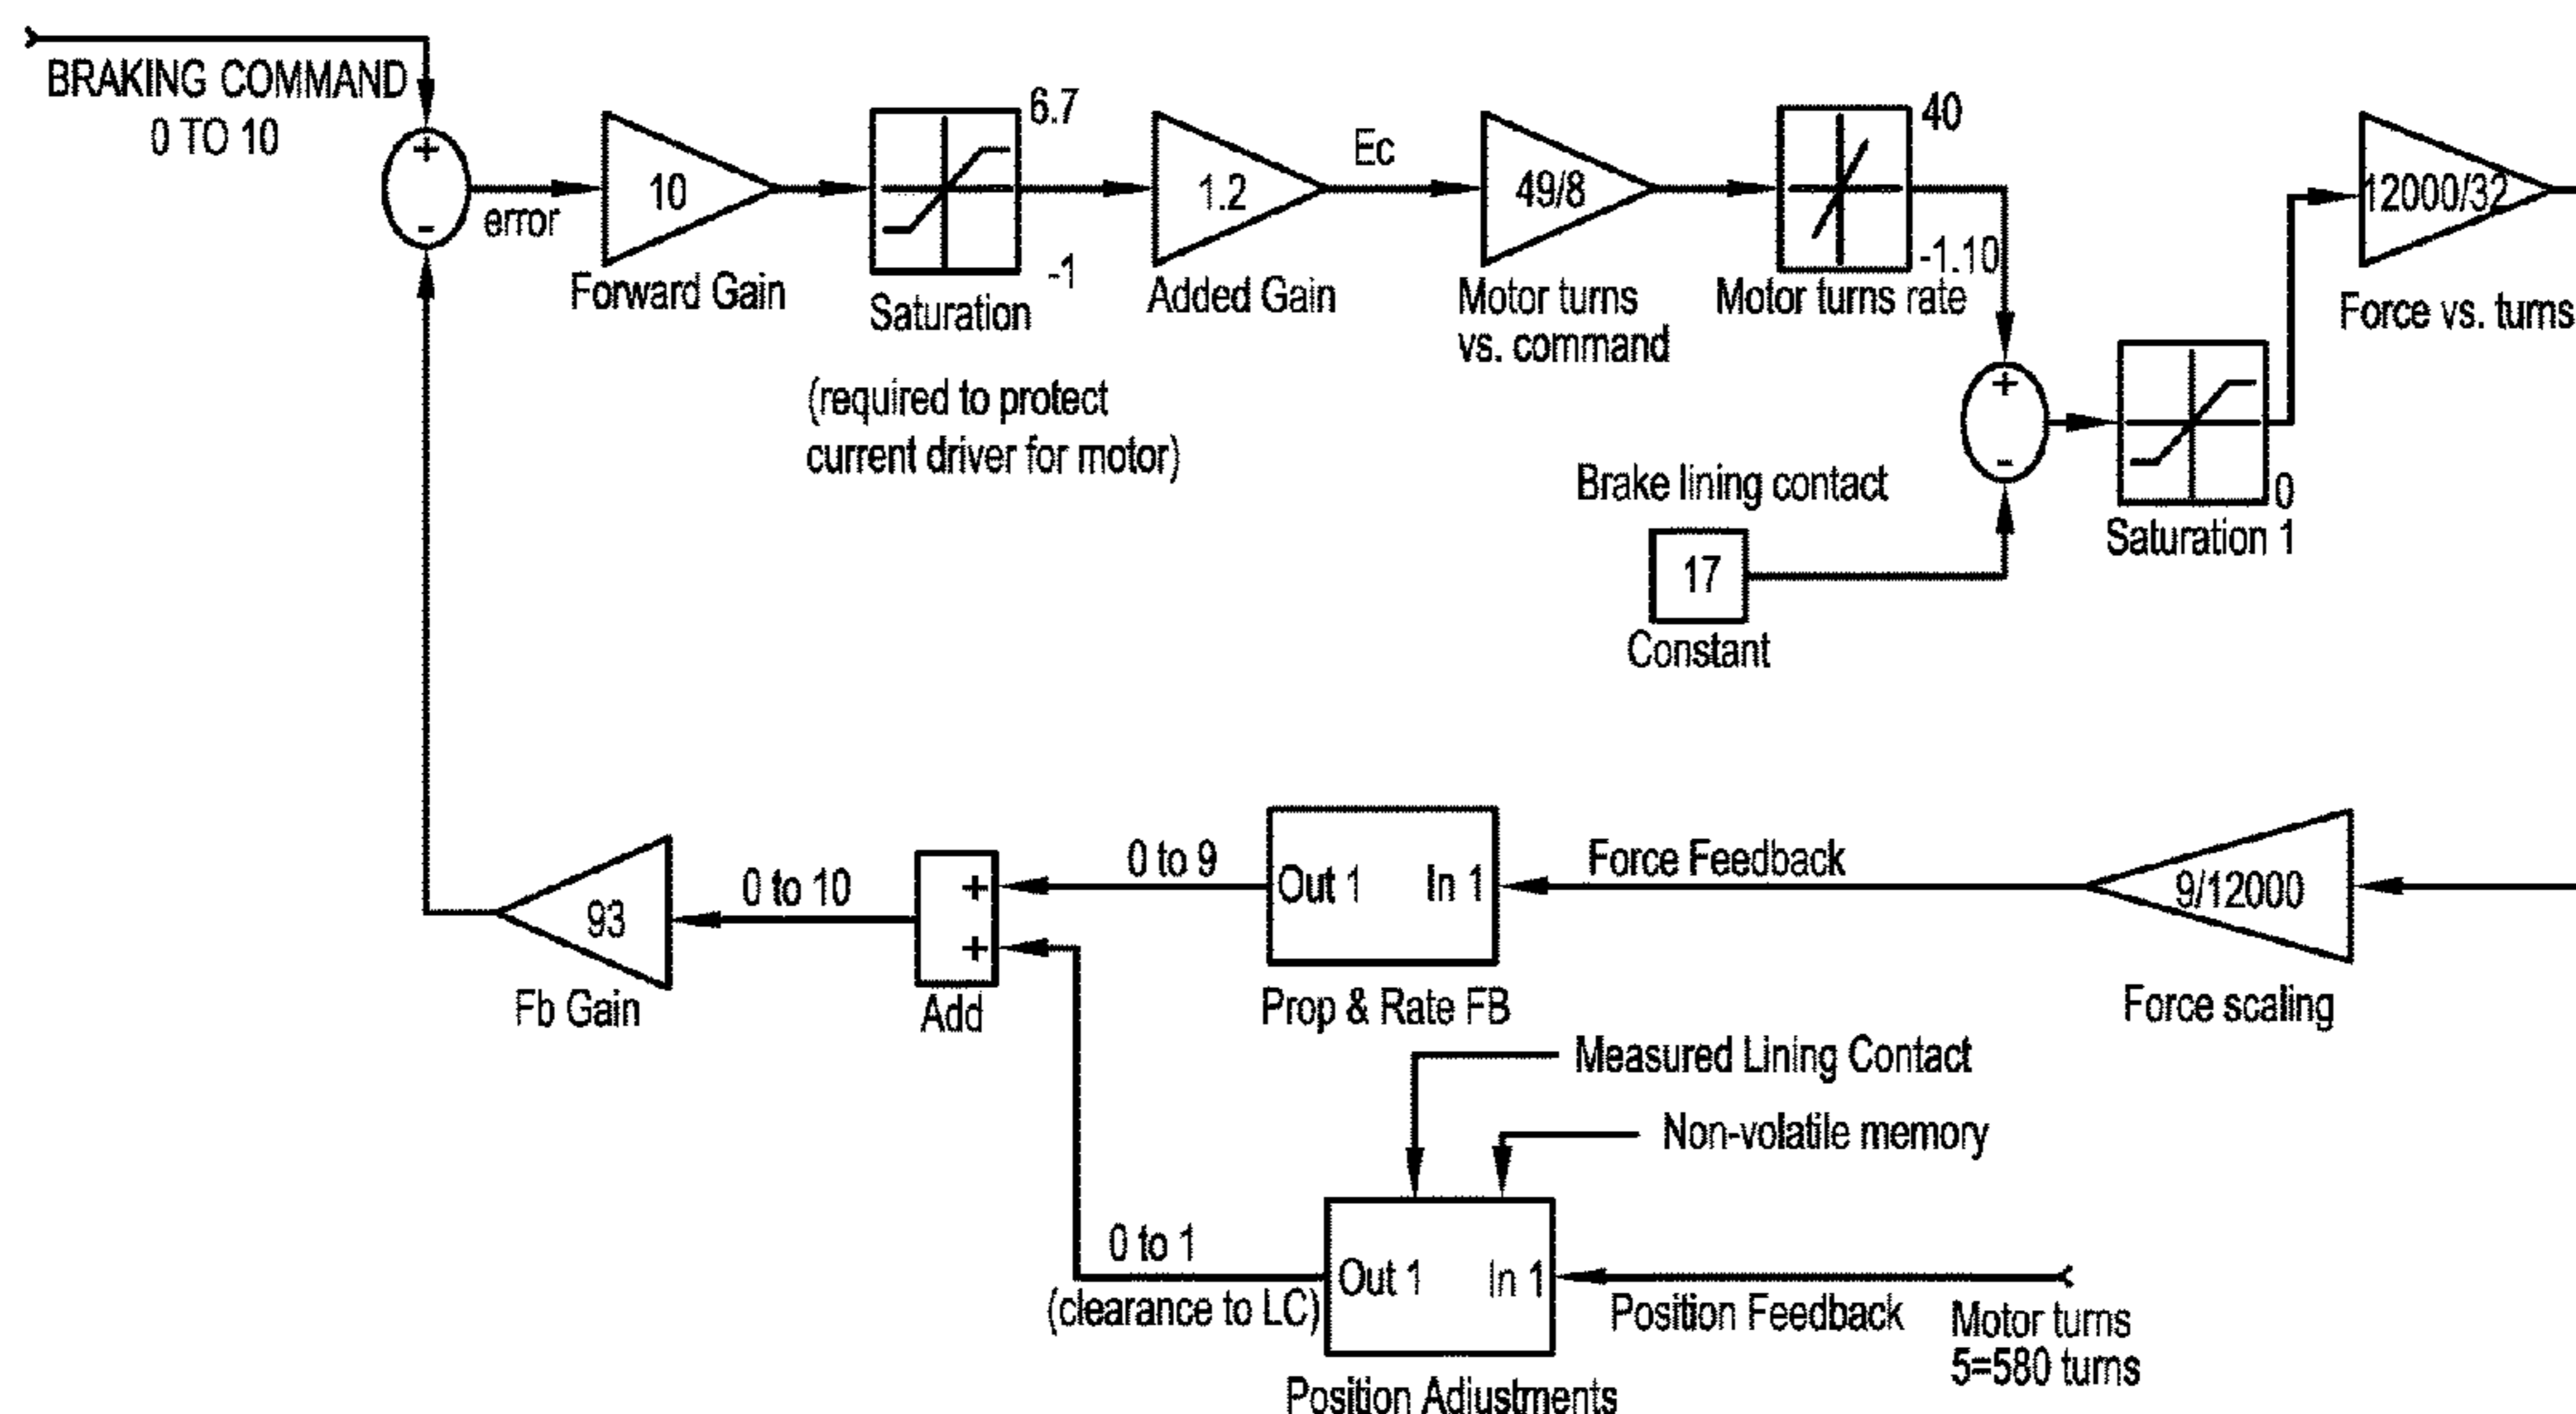 BRAKING COMMAND
0 TO 10
+
-
error
10
Forward Gain
6.7
-1
Saturation
(required to protect
current driver for motor)
1.2
Added Gain
Ec
49/8
Motor turns
vs. command
40
-1.10
Motor turns rate
+
-
Brake lining contact
17
Constant
0
Saturation 1
12000/32
Force vs. turns
93
Fb Gain
0 to 10
+
+
Add
0 to 9
Out 1 In 1
Prop & Rate FB
Force Feedback
9/12000
Force scaling
Measured Lining Contact
Non-volatile memory
0 to 1
(clearance to LC)
Out 1 In 1
Position Adjustments
Position Feedback
Motor turns
5=580 turns